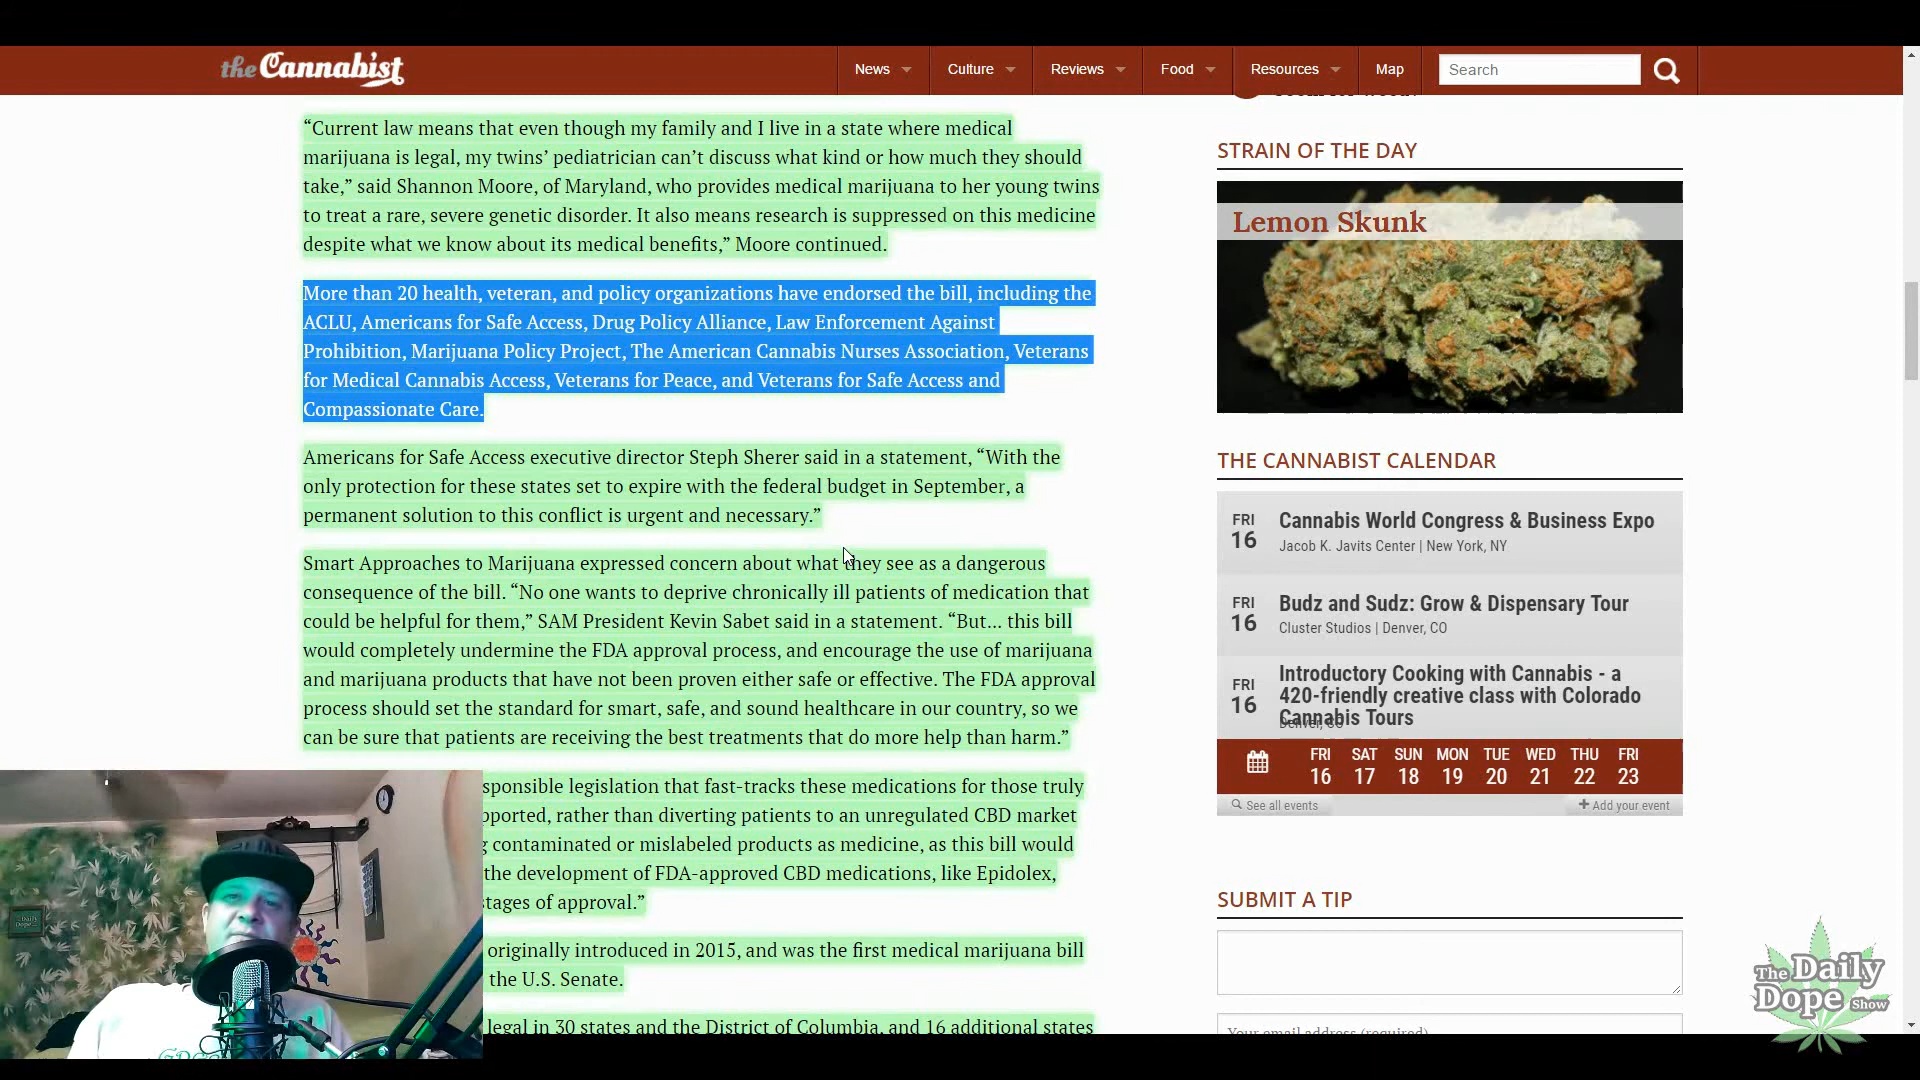 the Cannabist
News
Culture
Reviews
Food
Resources
Map
Search
“Current law means that even though my family and I live in a state where medical
marijuana is legal, my twins’ pediatrician can’t discuss what kind or how much they should
take,” said Shannon Moore, of Maryland, who provides medical marijuana to her young twins
to treat a rare, severe genetic disorder. It also means research is suppressed on this medicine
despite what we know about its medical benefits,” Moore continued.
More than 20 health, veteran, and policy organizations have endorsed the bill, including the
ACLU, Americans for Safe Access, Drug Policy Alliance, Law Enforcement Against
Prohibition, Marijuana Policy Project, The American Cannabis Nurses Association, Veterans
for Medical Cannabis Access, Veterans for Peace, and Veterans for Safe Access and
Compassionate Care.
Americans for Safe Access executive director Steph Sherer said in a statement, “With the
only protection for these states set to expire with the federal budget in September, a
permanent solution to this conflict is urgent and necessary.”
Smart Approaches to Marijuana expressed concern about what they see as a dangerous
consequence of the bill. “No one wants to deprive chronically ill patients of medication that
could be helpful for them,” SAM President Kevin Sabet said in a statement. “But... this bill
would completely undermine the FDA approval process, and encourage the use of marijuana
and marijuana products that have not been proven either safe or effective. The FDA approval
process should set the standard for smart, safe, and sound healthcare in our country, so we
can be sure that patients are receiving the best treatments that do more help than harm.”
sponsible legislation that fast-tracks these medications for those truly
pported, rather than diverting patients to an unregulated CBD market
g contaminated or mislabeled products as medicine, as this bill would
the development of FDA-approved CBD medications, like Epidolex,
stages of approval.”
originally introduced in 2015, and was the first medical marijuana bill
the U.S. Senate.
legal in 30 states and the District of Columbia, and 16 additional states
STRAIN OF THE DAY
Lemon Skunk
THE CANNABIST CALENDAR
FRI 16
Cannabis World Congress & Business Expo
Jacob K. Javits Center | New York, NY
FRI 16
Budz and Sudz: Grow & Dispensary Tour
Cluster Studios | Denver, CO
FRI 16
Introductory Cooking with Cannabis - a
420-friendly creative class with Colorado
Cannabis Tours
Denver, CO
FRI SAT SUN MON TUE WED THU FRI
16 17 18 19 20 21 22 23
See all events
Add your event
SUBMIT A TIP
Your email address (required)
The Daily
Dope Show